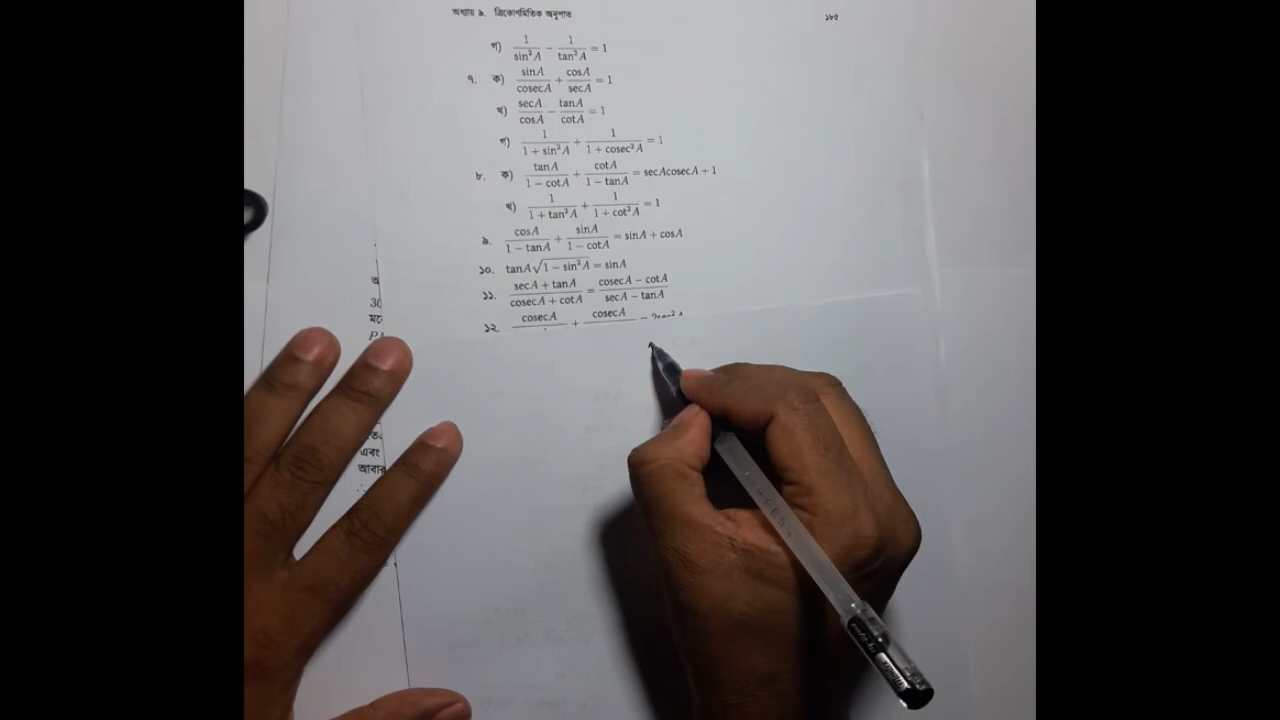 অধ্যায় ৯. ত্রিকোণমিতিক অনুপাত ১৮৫
গ) 1/sin²A − 1/tan²A = 1
৭. ক) sinA/cosecA + cosA/secA = 1
খ) secA/cosA − tanA/cotA = 1
গ) 1/(1 + sin²A) + 1/(1 + cosec²A) = 1
৮. ক) tanA/(1 − cotA) + cotA/(1 − tanA) = secAcosecA + 1
খ) 1/(1 + tan²A) + 1/(1 + cot²A) = 1
৯. cosA/(1 − tanA) + sinA/(1 − cotA) = sinA + cosA
১০. tanA√(1 − sin²A) = sinA
১১. (secA + tanA)/(cosecA + cotA) = (cosecA − cotA)/(secA − tanA)
১২. cosecA + cosecA
30
এবং
আবার